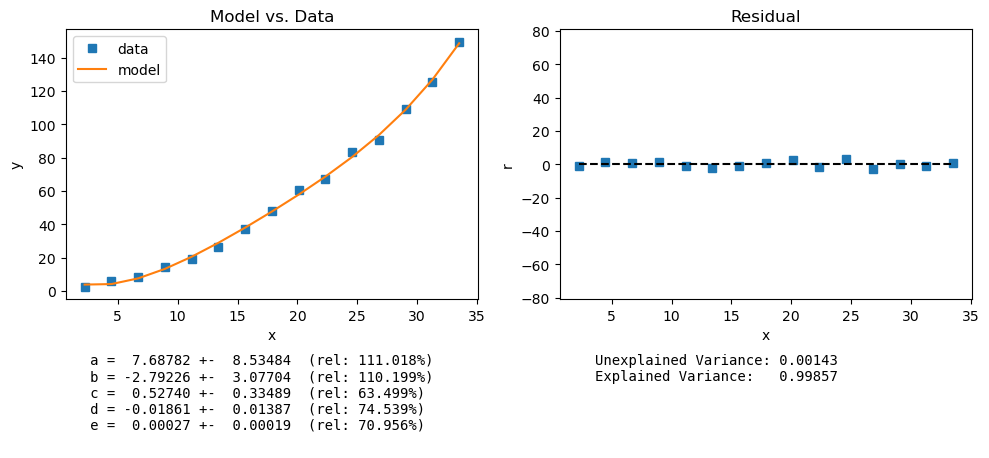 Model vs. Data
data
model
y
0
20
40
60
80
100
120
140
5
10
15
20
25
30
35
x
a =  7.68782 +-  8.53484  (rel: 111.018%)
b = -2.79226 +-  3.07704  (rel: 110.199%)
c =  0.52740 +-  0.33489  (rel: 63.499%)
d = -0.01861 +-  0.01387  (rel: 74.539%)
e =  0.00027 +-  0.00019  (rel: 70.956%)
Residual
r
80
60
40
20
0
−20
−40
−60
−80
5
10
15
20
25
30
35
x
Unexplained Variance: 0.00143
Explained Variance:   0.99857